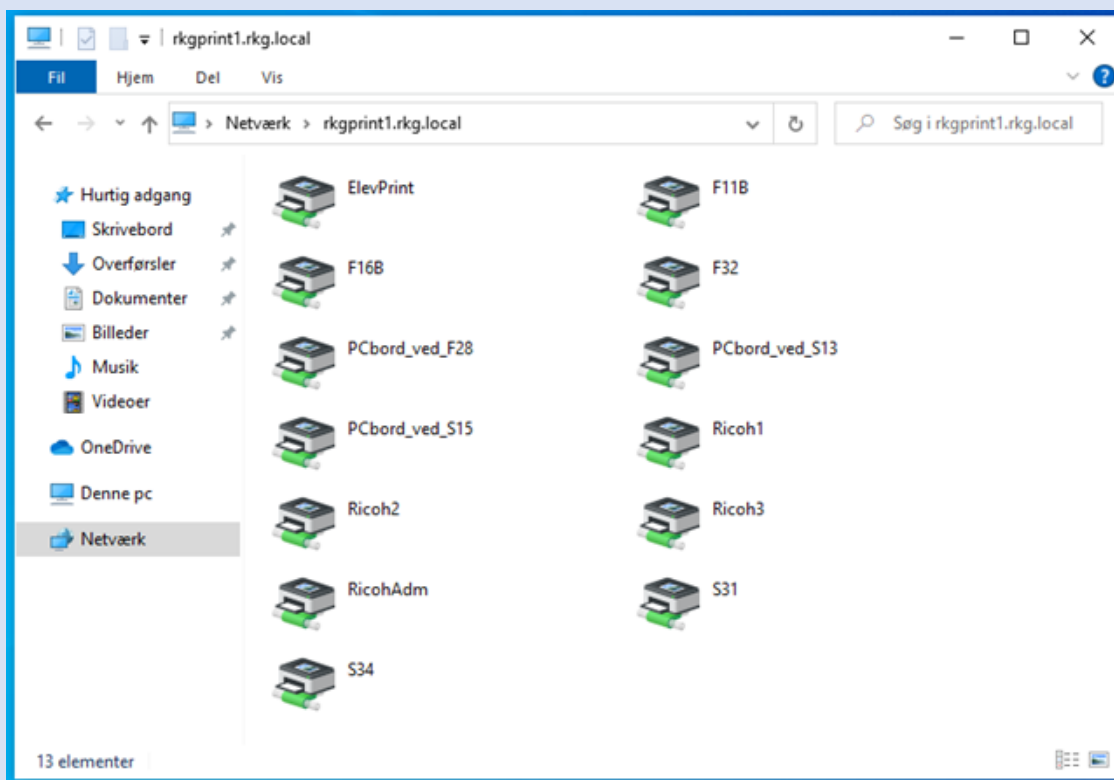 rkgprint1.rkg.local
Fil Hjem Del Vis
Netværk rkgprint1.rkg.local
Søg i rkgprint1.rkg.local
Hurtig adgang
Skrivebord
Overførsler
Dokumenter
Billeder
Musik
Videoer
OneDrive
Denne pc
Netværk
ElevPrint F11B
F16B F32
PCbord_ved_F28 PCbord_ved_S13
PCbord_ved_S15 Ricoh1
Ricoh2 Ricoh3
RicohAdm S31
S34
13 elementer